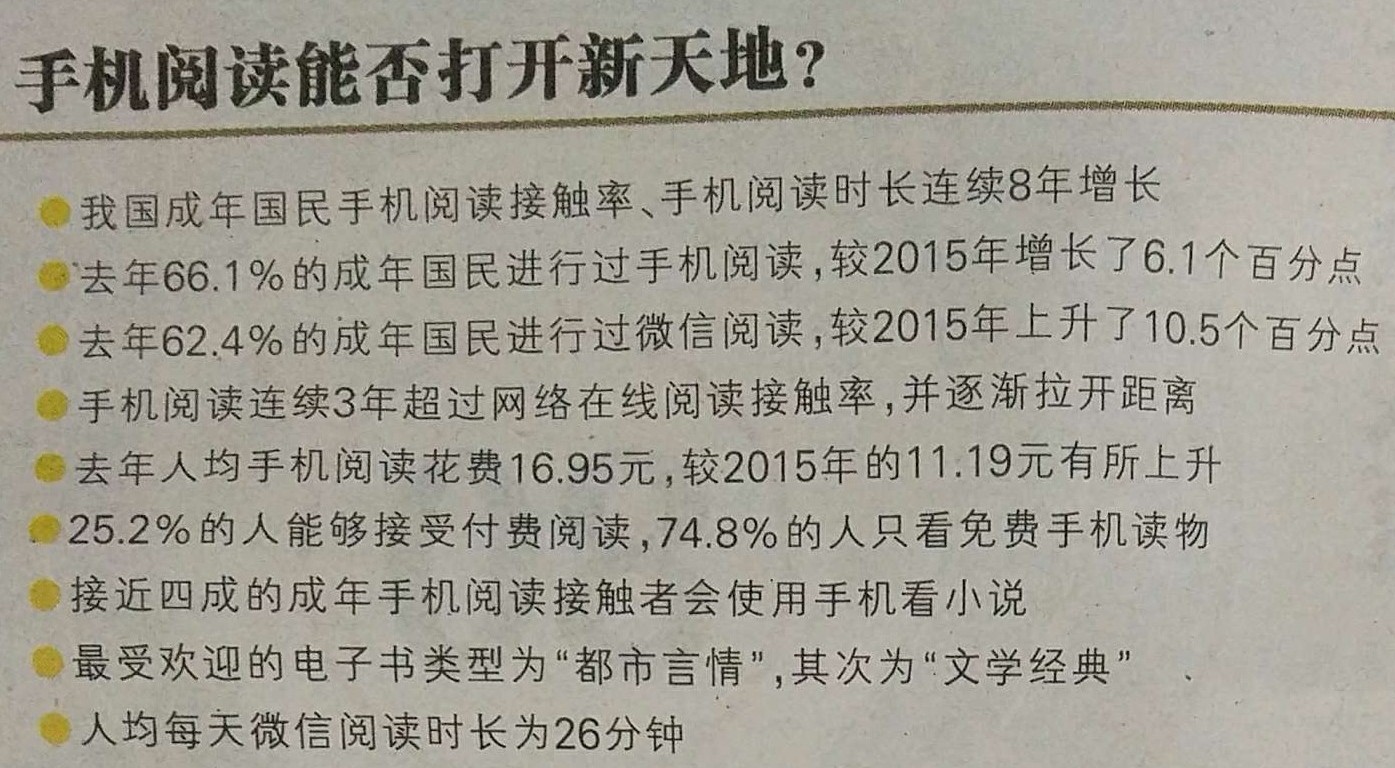 手机阅读能否打开新天地?
●我国成年国民手机阅读接触率、手机阅读时长连续8年增长
●去年66.1%的成年国民进行过手机阅读,较2015年增长了6.1个百分点
●去年62.4%的成年国民进行过微信阅读,较2015年上升了10.5个百分点
●手机阅读连续3年超过网络在线阅读接触率,并逐渐拉开距离
●去年人均手机阅读花费16.95元,较2015年的11.19元有所上升
●25.2%的人能够接受付费阅读,74.8%的人只看免费手机读物
●接近四成的成年手机阅读接触者会使用手机看小说
●最受欢迎的电子书类型为“都市言情”,其次为“文学经典”
●人均每天微信阅读时长为26分钟